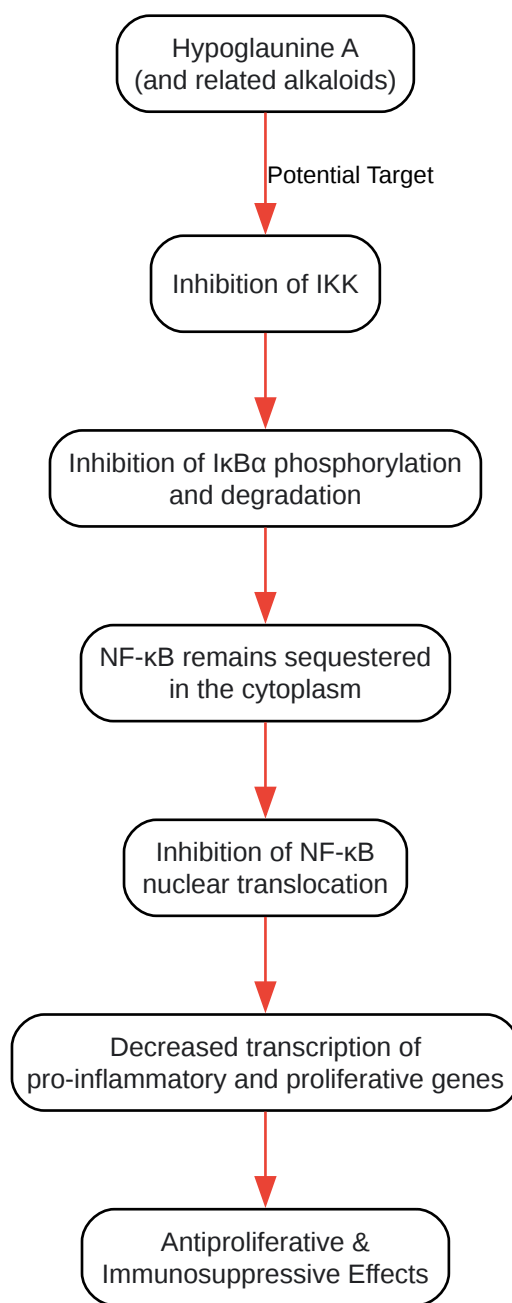 Hypoglaunine A
(and related alkaloids)
Potential Target
Inhibition of IKK
Inhibition of IκBα phosphorylation
and degradation
NF-κB remains sequestered
in the cytoplasm
Inhibition of NF-κB
nuclear translocation
Decreased transcription of
pro-inflammatory and proliferative genes
Antiproliferative &
Immunosuppressive Effects